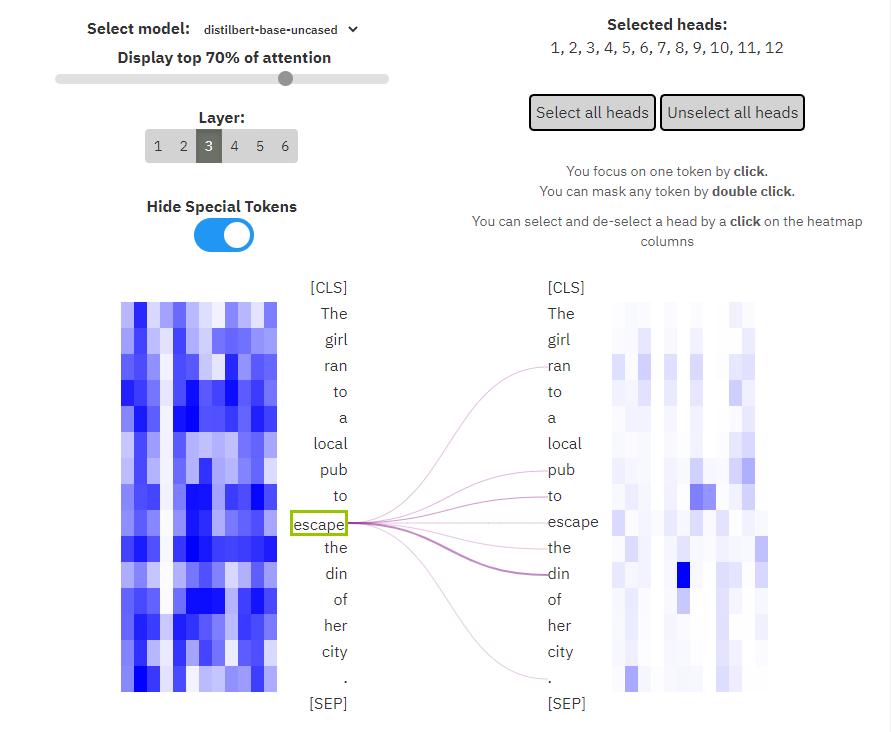 Select model: distilbert-base-uncased
Display top 70% of attention
Layer:
1 2 3 4 5 6
Hide Special Tokens
Selected heads:
1, 2, 3, 4, 5, 6, 7, 8, 9, 10, 11, 12
Select all heads Unselect all heads
You focus on one token by click.
You can mask any token by double click.
You can select and de-select a head by a click on the heatmap
columns
[CLS] [CLS]
The The
girl girl
ran ran
to to
a a
local local
pub pub
to to
escape escape
the the
din din
of of
her her
city city
. .
[SEP] [SEP]